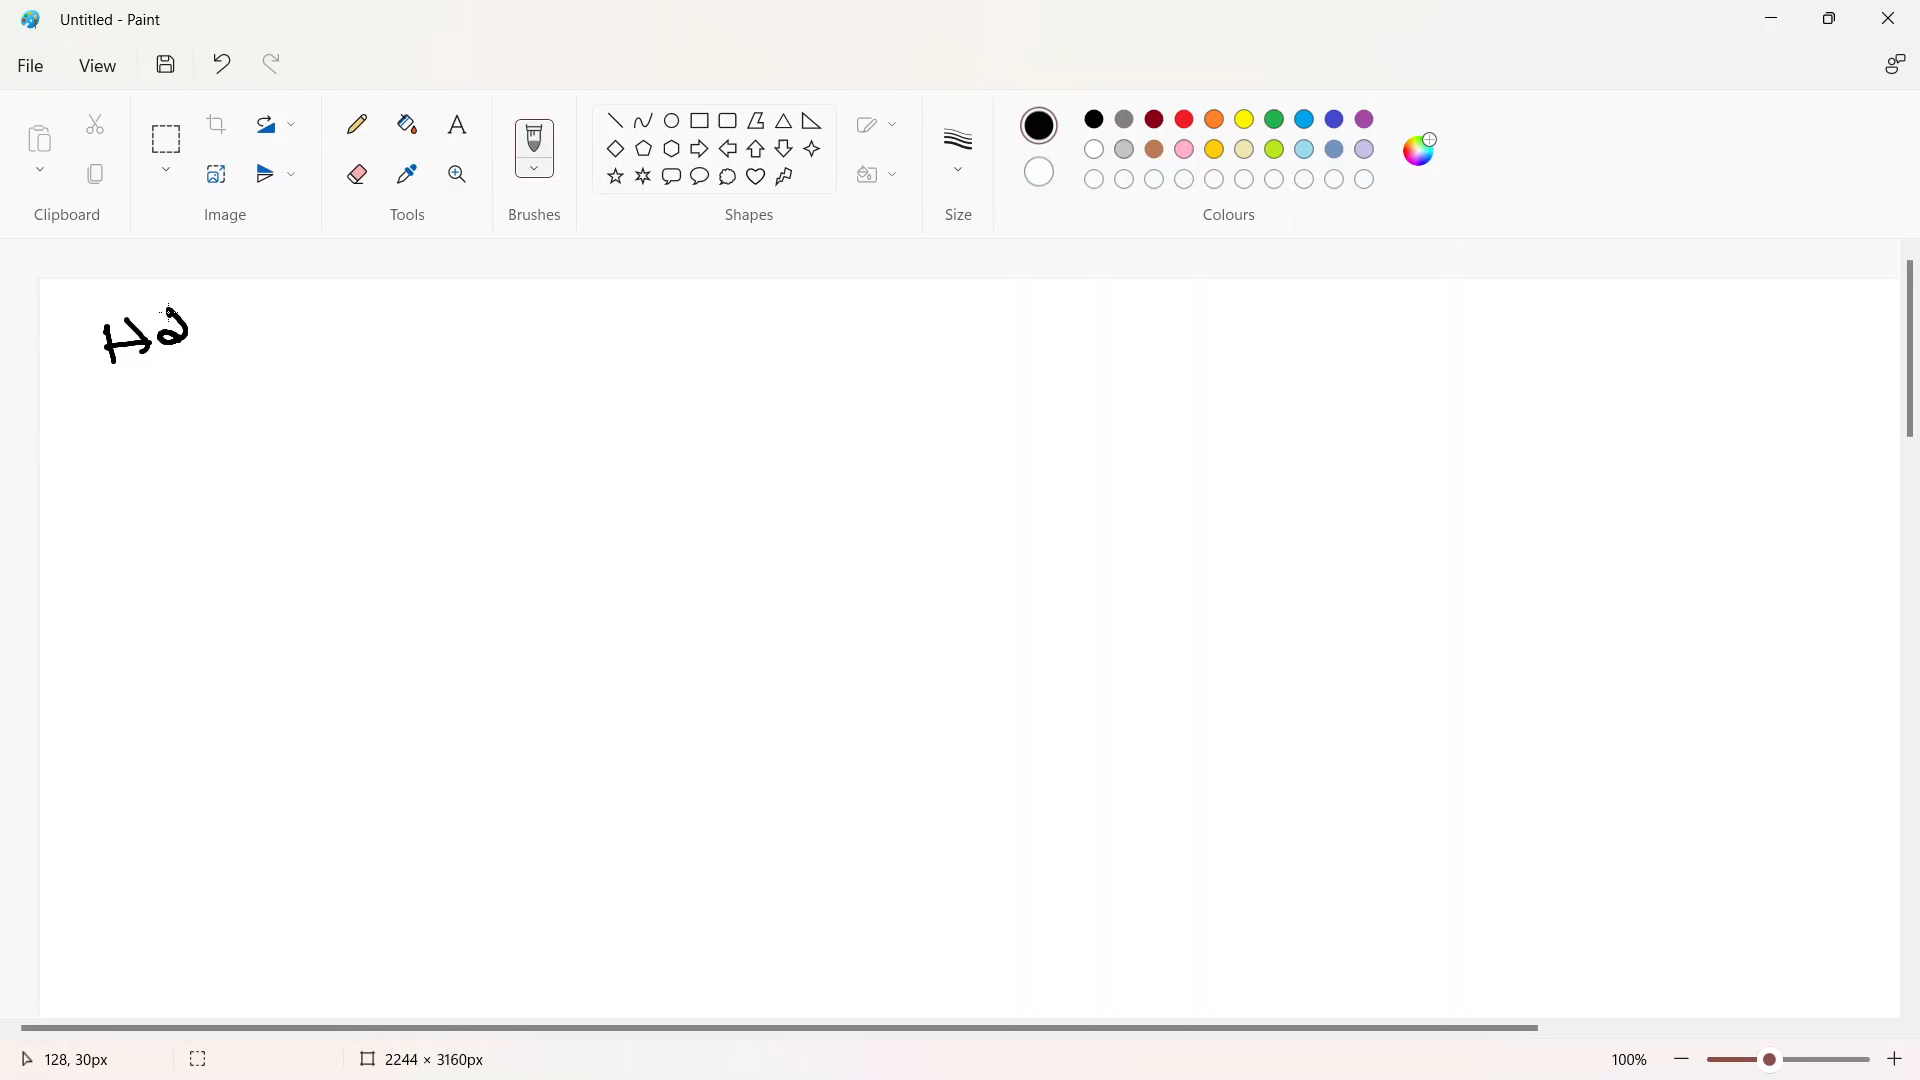 Untitled - Paint
File View
Clipboard Image Tools Brushes Shapes Size Colours
128, 30px 2244 × 3160px 100%